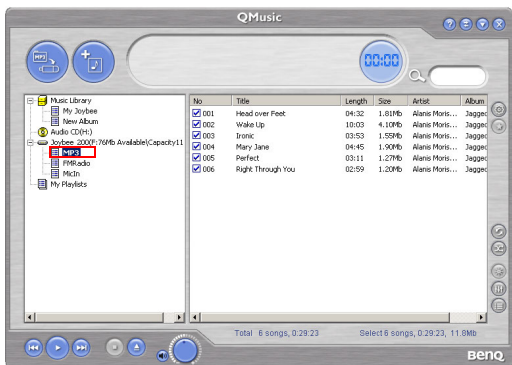 QMusic
MP3
00:00
Music Library
My Joybee
New Album
Audio CD(H:)
Joybee 200(F:76Mb Available\Capacity11
MP3
FMRadio
MicIn
My Playlists
No Title Length Size Artist Album
001 Head over Feet 04:32 1.81Mb Alanis Moris... Jagged
002 Wake Up 10:03 4.10Mb Alanis Moris... Jagged
003 Ironic 03:53 1.55Mb Alanis Moris... Jagged
004 Mary Jane 04:45 1.90Mb Alanis Moris... Jagged
005 Perfect 03:11 1.27Mb Alanis Moris... Jagged
006 Right Through You 02:59 1.20Mb Alanis Moris... Jagged
Total 6 songs, 0:29:23 Select 6 songs, 0:29:23, 11.8Mb
BenQ